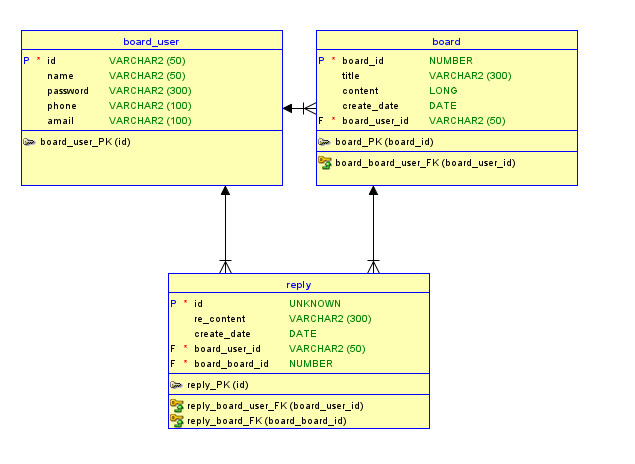 board_user
P * id VARCHAR2 (50)
name VARCHAR2 (50)
password VARCHAR2 (300)
phone VARCHAR2 (100)
amail VARCHAR2 (100)
board_user_PK (id)
board
P * board_id NUMBER
title VARCHAR2 (300)
content LONG
create_date DATE
F * board_user_id VARCHAR2 (50)
board_PK (board_id)
board_board_user_FK (board_user_id)
reply
P * id UNKNOWN
re_content VARCHAR2 (300)
create_date DATE
F * board_user_id VARCHAR2 (50)
F * board_board_id NUMBER
reply_PK (id)
reply_board_user_FK (board_user_id)
reply_board_FK (board_board_id)